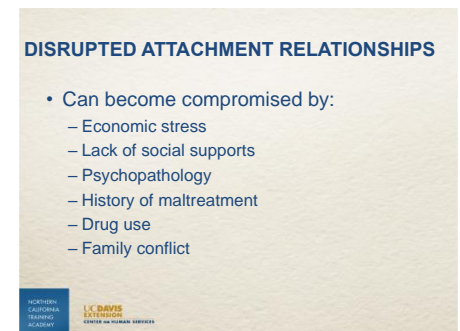 DISRUPTED ATTACHMENT RELATIONSHIPS
• Can become compromised by:
– Economic stress
– Lack of social supports
– Psychopathology
– History of maltreatment
– Drug use
– Family conflict
NORTHERN
CALIFORNIA
TRAINING
ACADEMY
UCDAVIS
EXTENSION
CENTER FOR HUMAN SERVICES